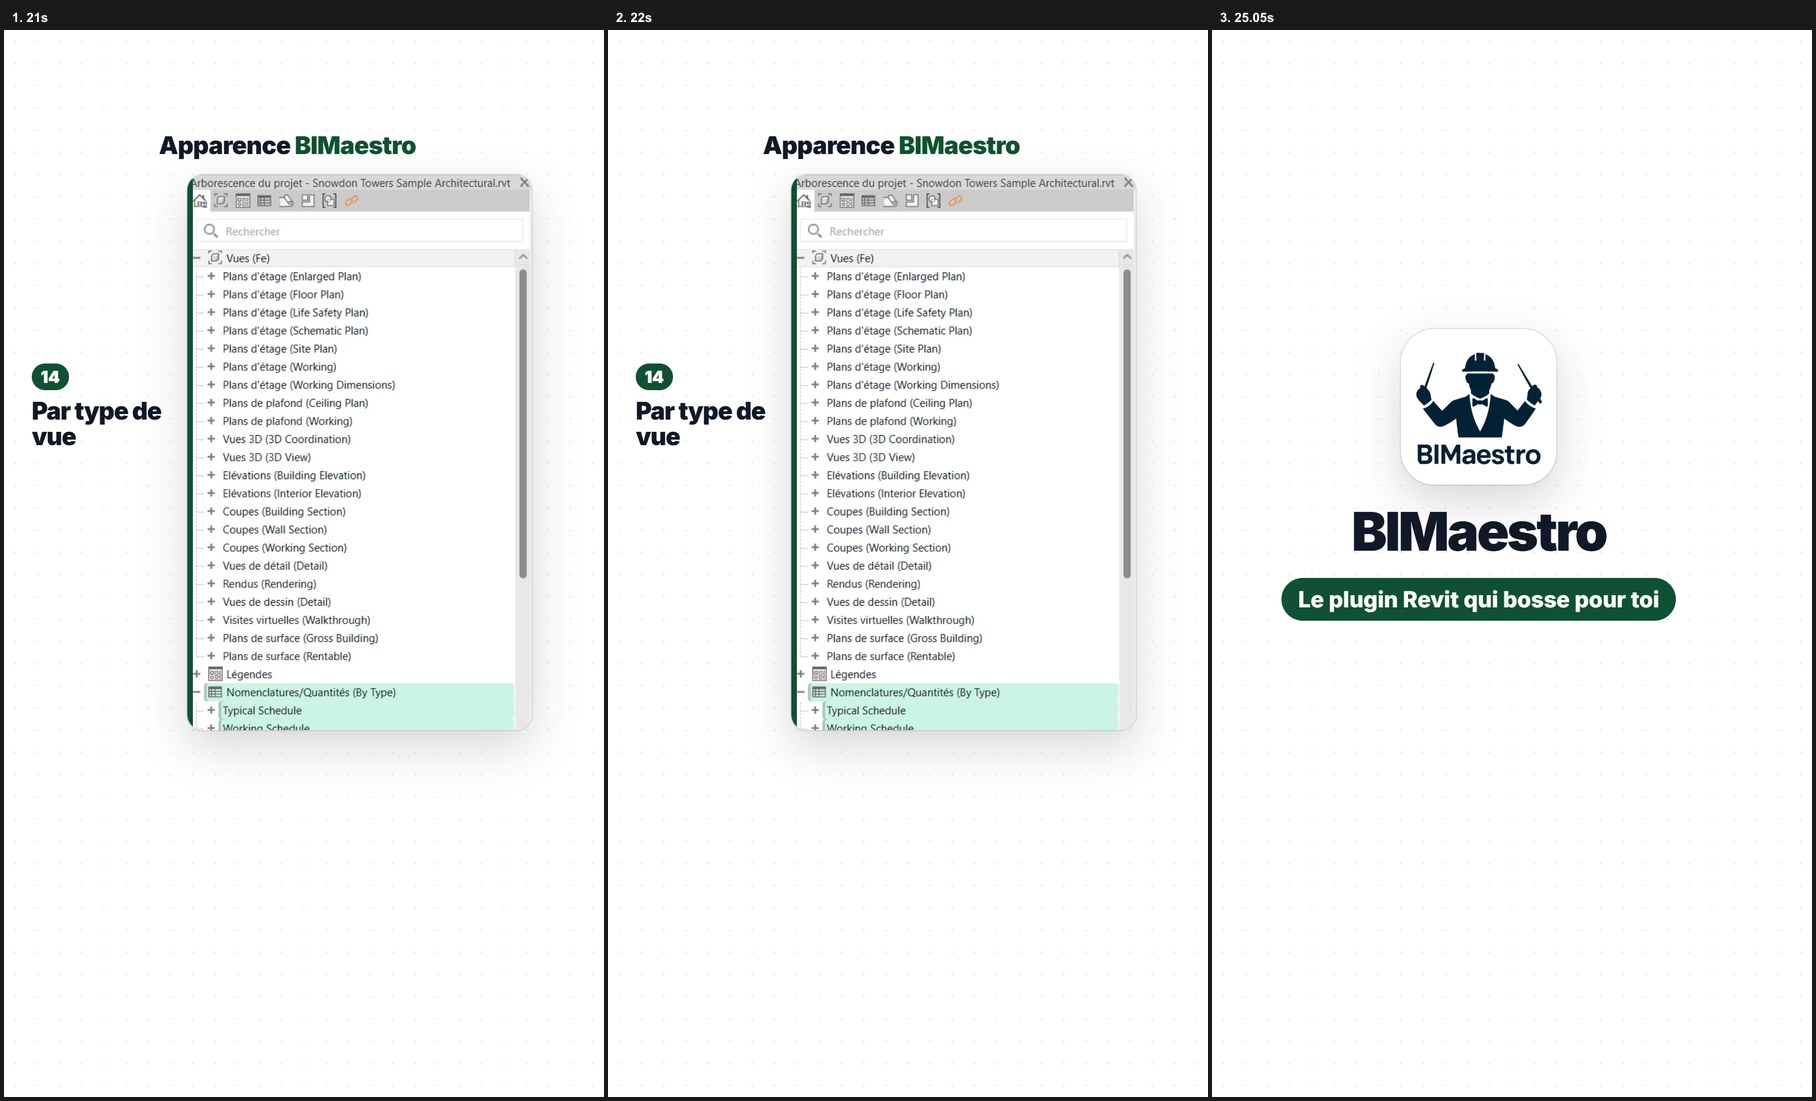 1. 21s
Apparence BIMaestro
Arborescence du projet - Snowdon Towers Sample Architectural.rvt
Rechercher
Vues (Fe)
Plans d'étage (Enlarged Plan)
Plans d'étage (Floor Plan)
Plans d'étage (Life Safety Plan)
Plans d'étage (Schematic Plan)
Plans d'étage (Site Plan)
Plans d'étage (Working)
Plans d'étage (Working Dimensions)
Plans de plafond (Ceiling Plan)
Plans de plafond (Working)
Vues 3D (3D Coordination)
Vues 3D (3D View)
Elévations (Building Elevation)
Elévations (Interior Elevation)
Coupes (Building Section)
Coupes (Wall Section)
Coupes (Working Section)
Vues de détail (Detail)
Rendus (Rendering)
Vues de dessin (Detail)
Visites virtuelles (Walkthrough)
Plans de surface (Gross Building)
Plans de surface (Rentable)
Légendes
Nomenclatures/Quantités (By Type)
Typical Schedule
Working Schedule
14
Par type de
vue
2. 22s
Apparence BIMaestro
Arborescence du projet - Snowdon Towers Sample Architectural.rvt
Rechercher
Vues (Fe)
Plans d'étage (Enlarged Plan)
Plans d'étage (Floor Plan)
Plans d'étage (Life Safety Plan)
Plans d'étage (Schematic Plan)
Plans d'étage (Site Plan)
Plans d'étage (Working)
Plans d'étage (Working Dimensions)
Plans de plafond (Ceiling Plan)
Plans de plafond (Working)
Vues 3D (3D Coordination)
Vues 3D (3D View)
Elévations (Building Elevation)
Elévations (Interior Elevation)
Coupes (Building Section)
Coupes (Wall Section)
Coupes (Working Section)
Vues de détail (Detail)
Rendus (Rendering)
Vues de dessin (Detail)
Visites virtuelles (Walkthrough)
Plans de surface (Gross Building)
Plans de surface (Rentable)
Légendes
Nomenclatures/Quantités (By Type)
Typical Schedule
Working Schedule
14
Par type de
vue
3. 25.05s
BIMaestro
BIMaestro
Le plugin Revit qui bosse pour toi